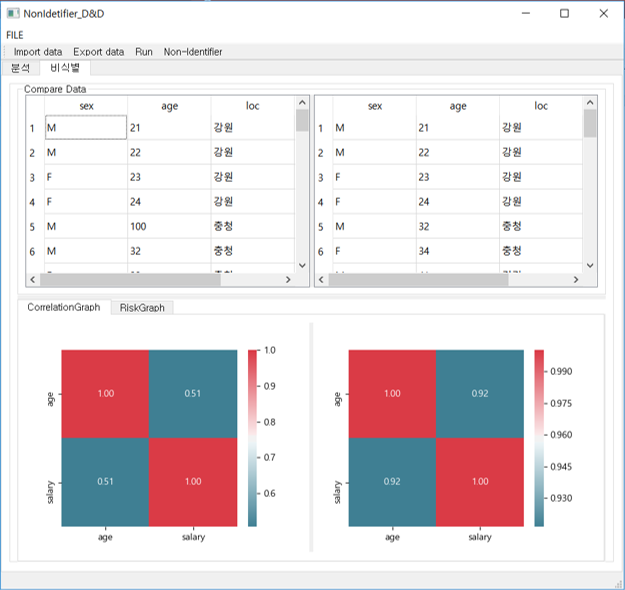 NonIdetifier_D&D
FILE
Import data Export data Run Non-Identifier
분석 비식별
Compare Data
sex age loc
1 M 21 강원
2 M 22 강원
3 F 23 강원
4 F 24 강원
5 M 100 충청
6 M 32 충청
sex age loc
1 M 21 강원
2 M 22 강원
3 F 23 강원
4 F 24 강원
5 M 32 충청
6 F 34 충청
CorrelationGraph RiskGraph
age
salary
1.00 0.51
0.51 1.00
age salary
1.0
0.9
0.8
0.7
0.6
age
salary
1.00 0.92
0.92 1.00
age salary
0.990
0.975
0.960
0.945
0.930